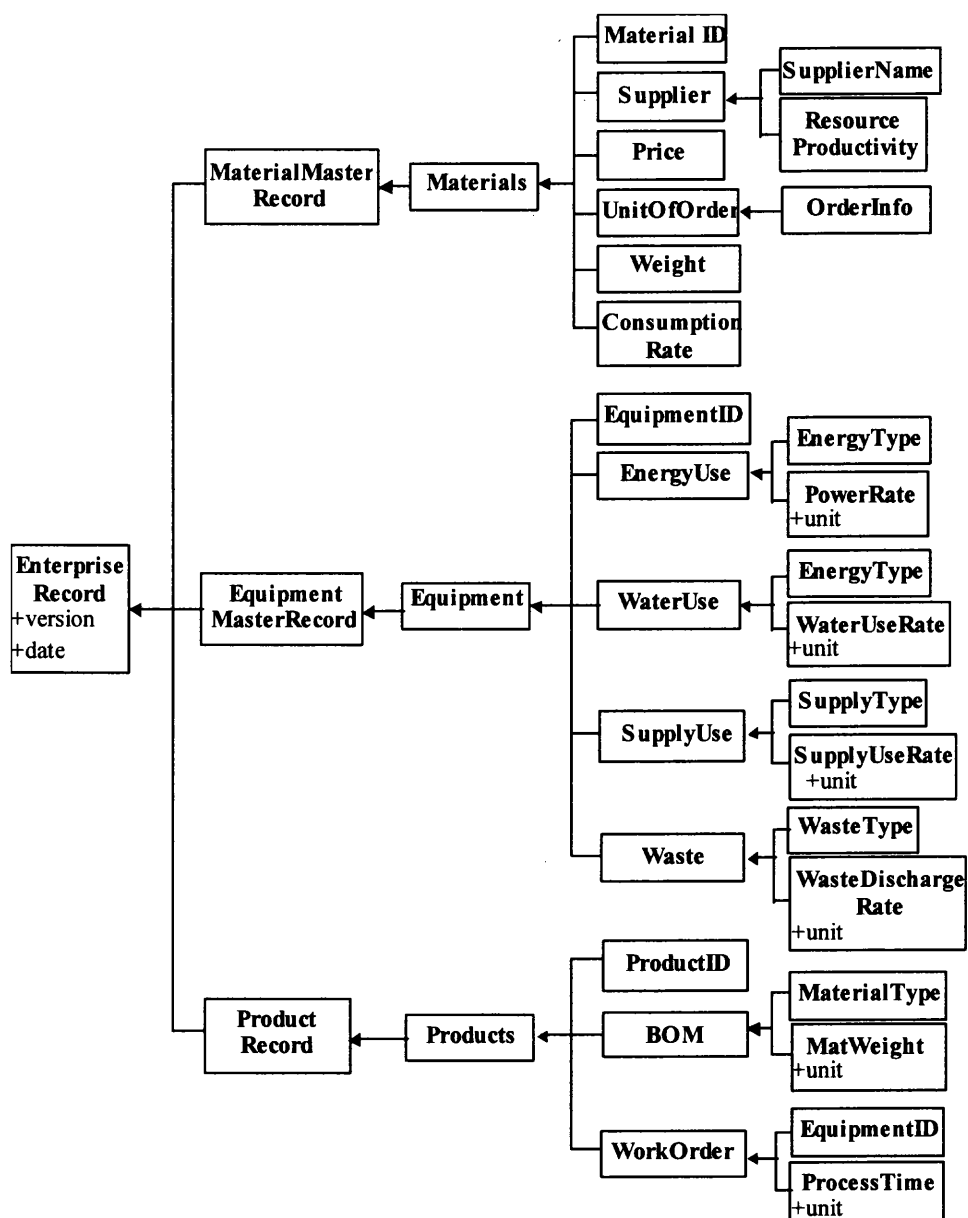 Material ID
Supplier
SupplierName
Resource
Productivity
Price
MaterialMaster
Record
Materials
UnitOfOrder
OrderInfo
Weight
Consumption
Rate
EquipmentID
EnergyUse
EnergyType
PowerRate
+unit
Enterprise
Record
+version
+date
Equipment
MasterRecord
Equipment
WaterUse
EnergyType
WaterUseRate
+unit
SupplyUse
SupplyType
SupplyUseRate
+unit
Waste
WasteType
WasteDischarge
Rate
+unit
ProductID
Product
Record
Products
BOM
MaterialType
MatWeight
+unit
WorkOrder
EquipmentID
ProcessTime
+unit